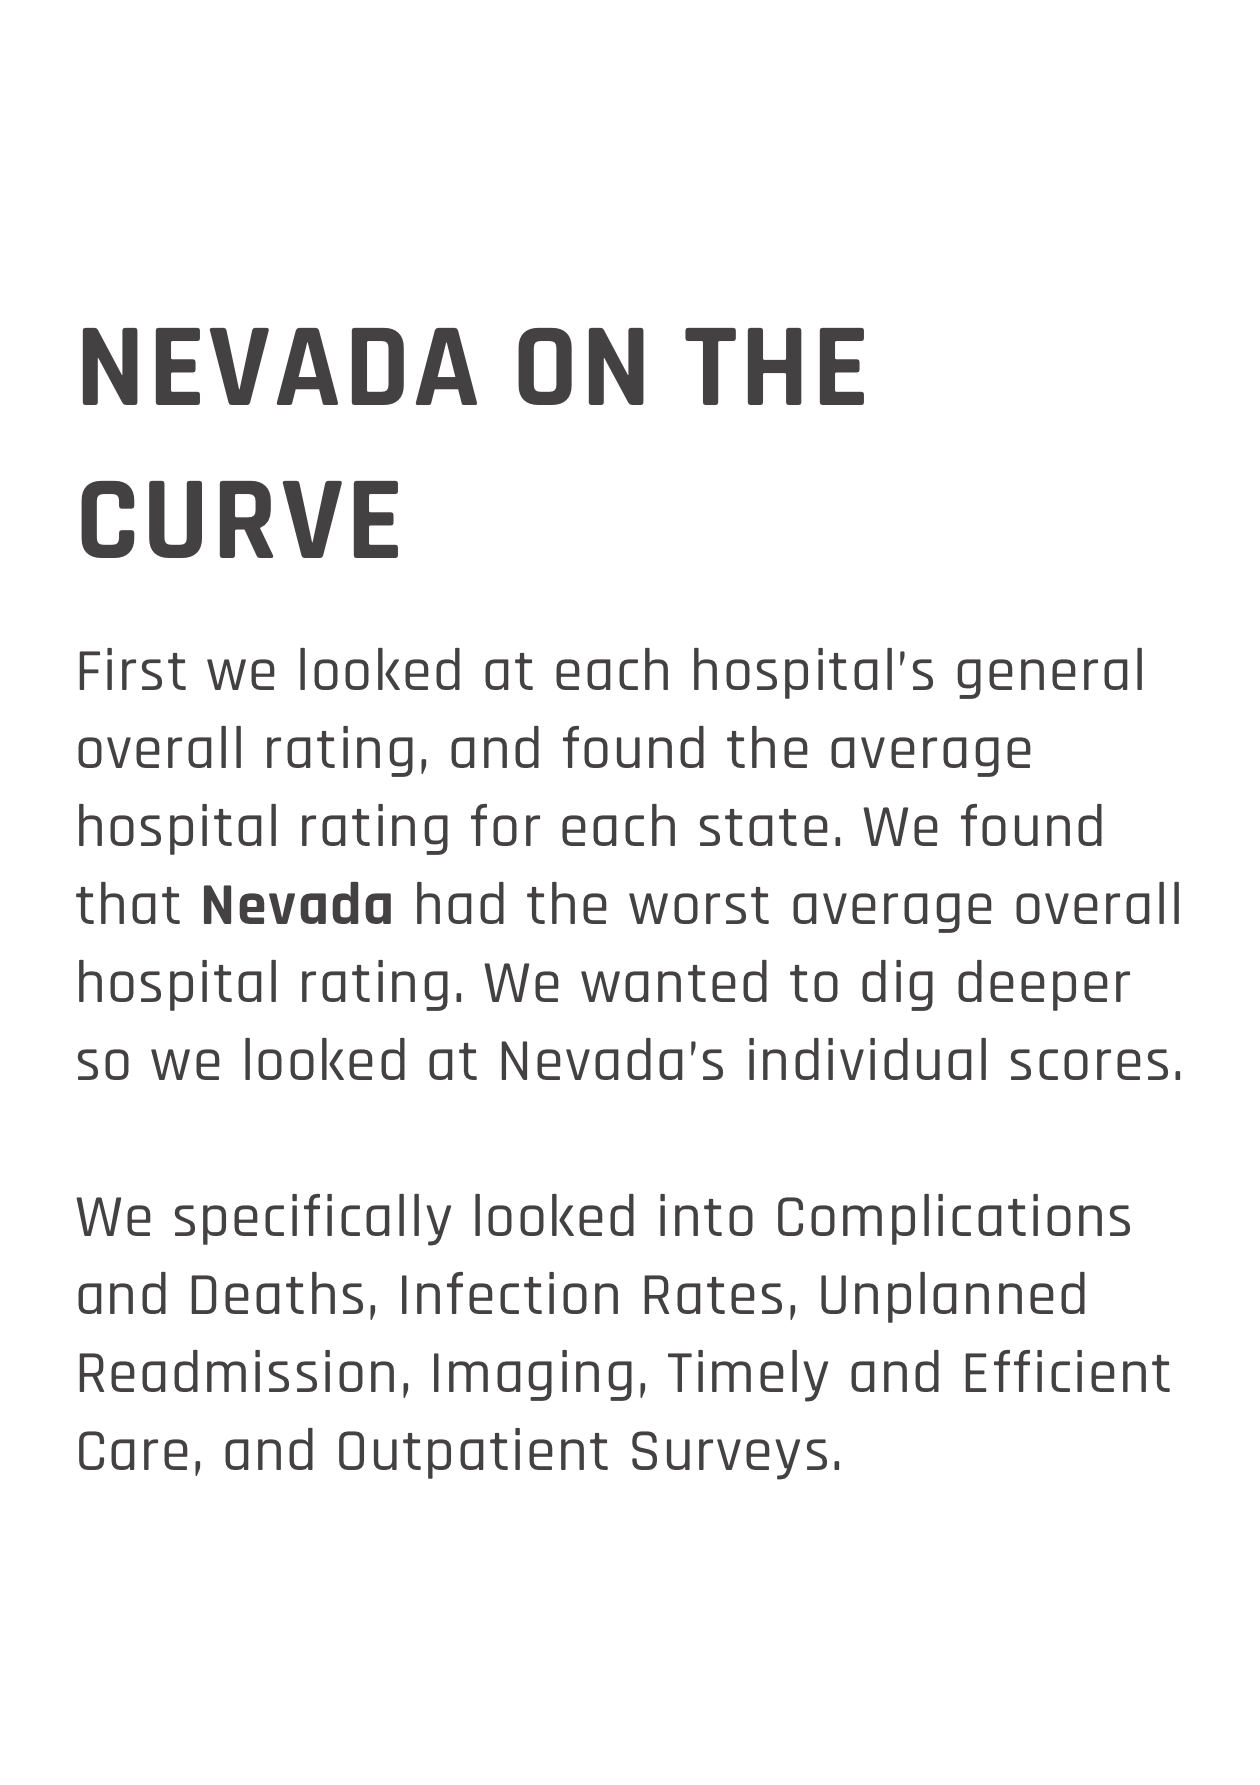 NEVADA ON THE
CURVE
First we looked at each hospital's general
overall rating, and found the average
hospital rating for each state. We found
that Nevada had the worst average overall
hospital rating. We wanted to dig deeper
so we looked at Nevada's individual scores.
We specifically looked into Complications
and Deaths, Infection Rates, Unplanned
Readmission, Imaging, Timely and Efficient
Care, and Outpatient Surveys.